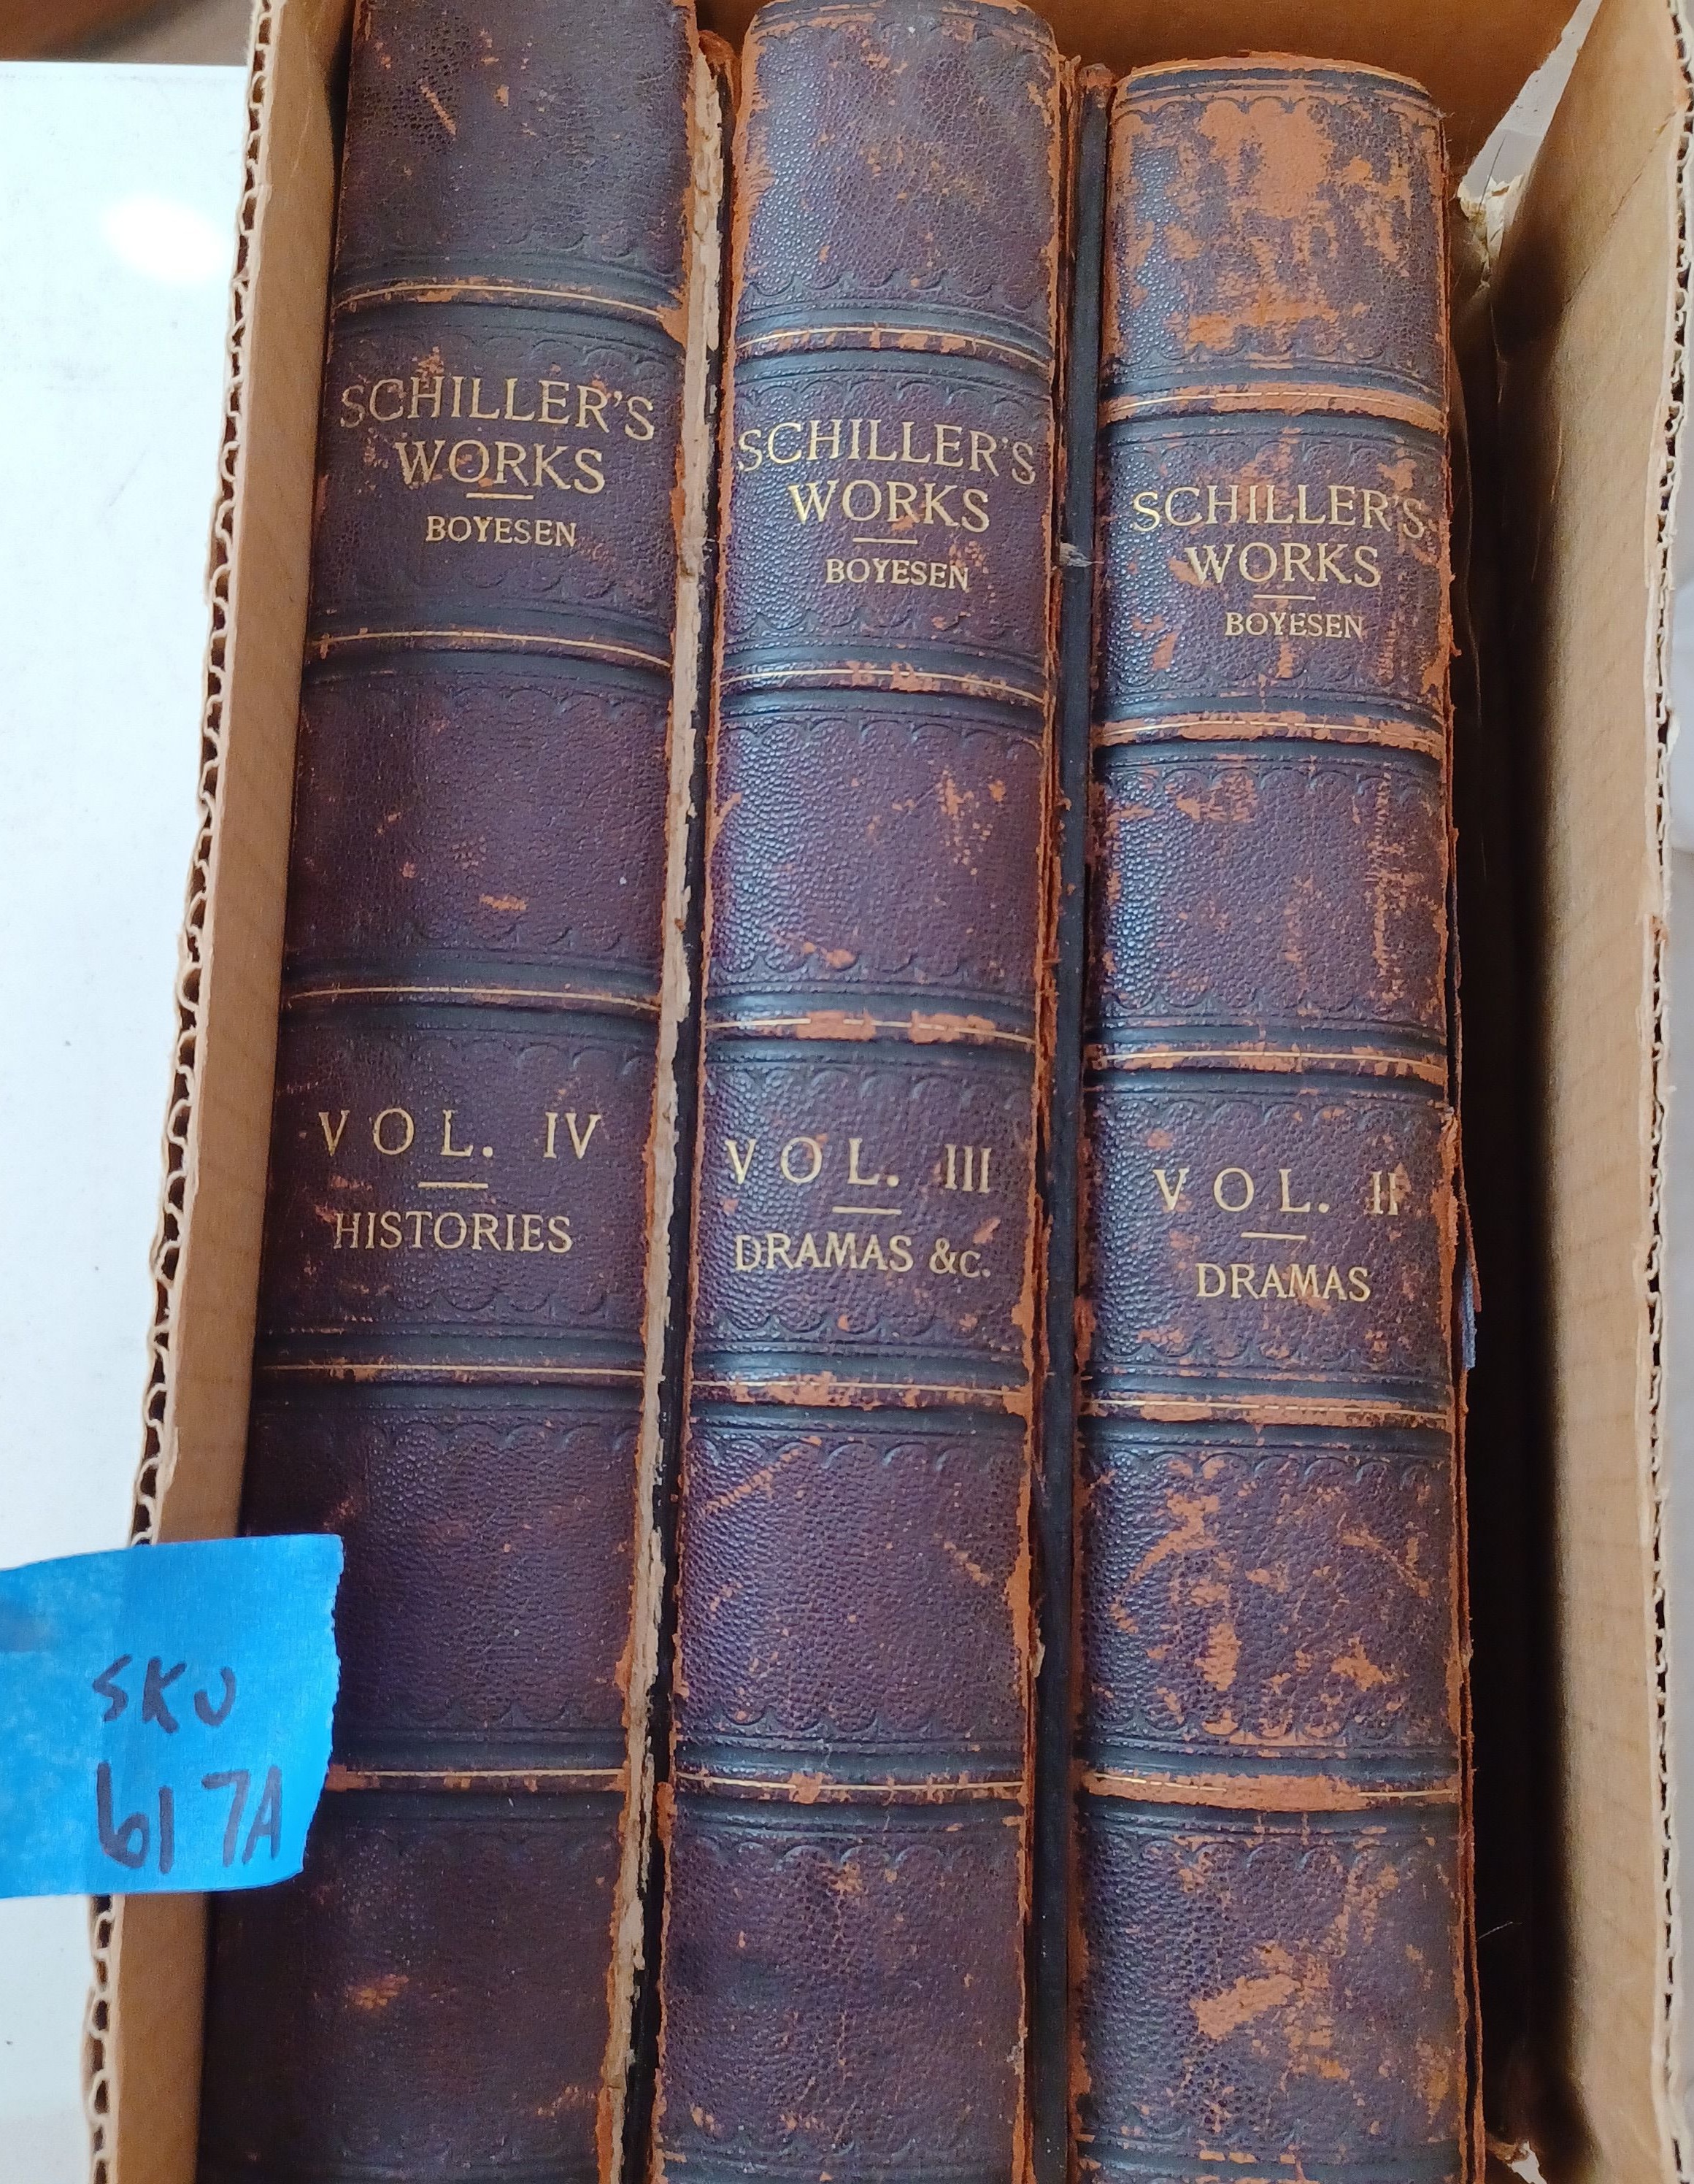 SCHILLER'S
WORKS
BOYESEN
VOL. IV
HISTORIES
SCHILLER'S
WORKS
BOYESEN
VOL. III
DRAMAS &c.
SCHILLER'S
WORKS
BOYESEN
VOL. II
DRAMAS
SKU
617A